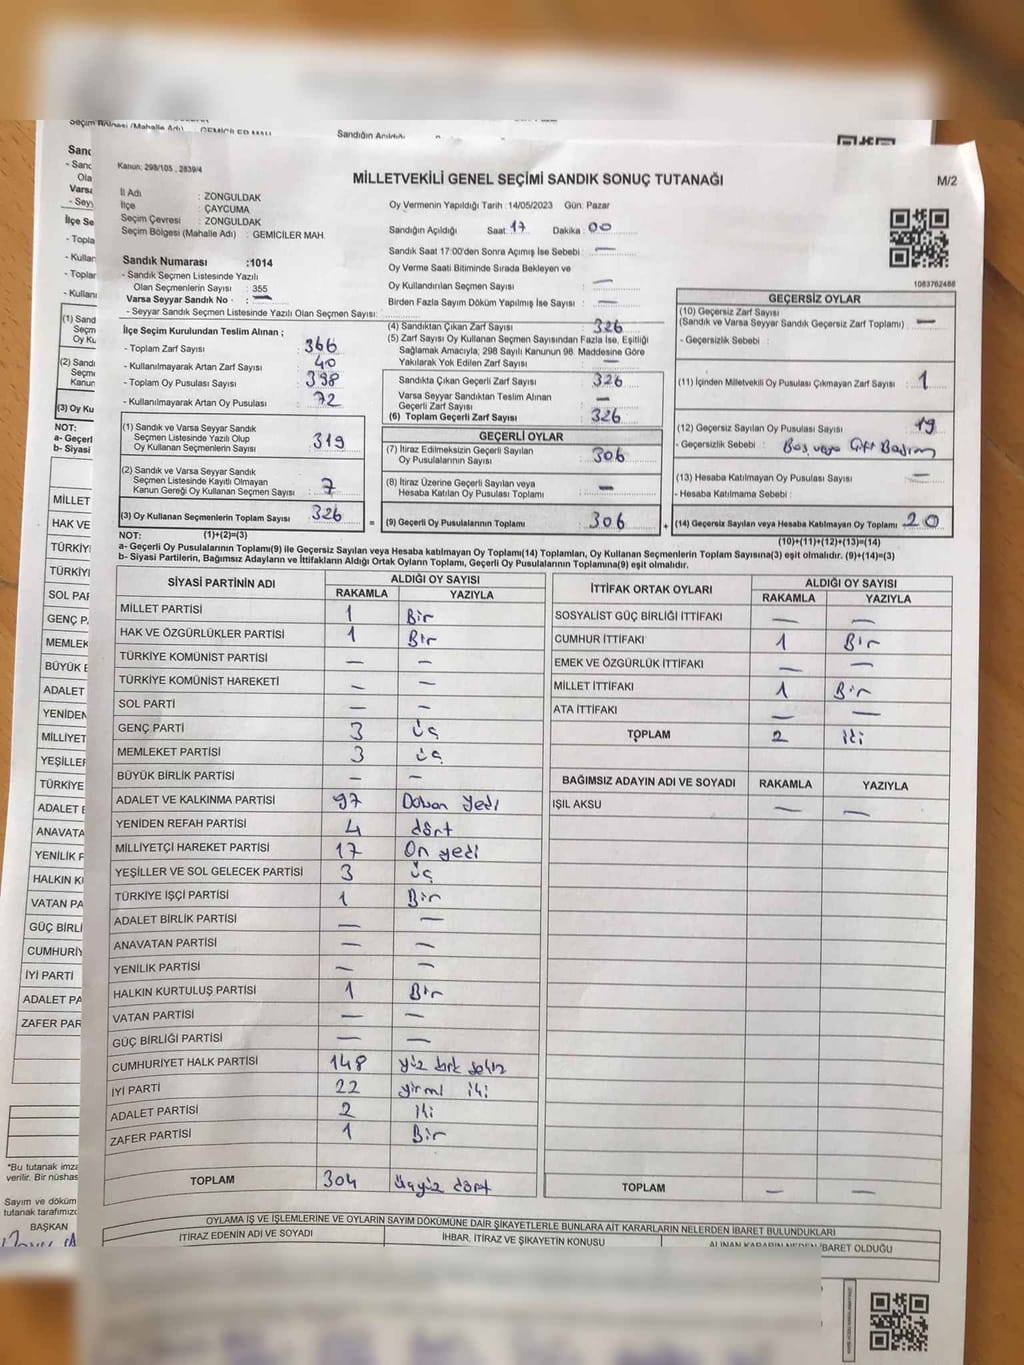 Seçim Bölgesi (Mahalle Adı) GEMİCİLER MAH.
Sandığın Açıldığı
Kanun: 298/105 , 2839/4
MİLLETVEKİLİ GENEL SEÇİMİ SANDIK SONUÇ TUTANAĞI
M/2
İl Adı : ZONGULDAK
İlçe : ÇAYCUMA
Seçim Çevresi : ZONGULDAK
Seçim Bölgesi (Mahalle Adı) : GEMİCİLER MAH.
Oy Vermenin Yapıldığı Tarih : 14/05/2023 Gün: Pazar
Sandığın Açıldığı Saat: 17 Dakika : 00
Sandık Saat 17:00'den Sonra Açımış İse Sebebi : —
Oy Verme Saati Bitiminde Sırada Bekleyen ve
Oy Kullandırılan Seçmen Sayısı : —
Birden Fazla Sayım Döküm Yapılmış İse Sayısı : —
1083762486
Sandık Numarası :1014
- Sandık Seçmen Listesinde Yazılı
Olan Seçmenlerin Sayısı : 355
Varsa Seyyar Sandık No : —
- Seyyar Sandık Listesinde Yazılı Olan Seçmen Sayısı:
İlçe Seçim Kurulundan Teslim Alınan ;
- Toplam Zarf Sayısı : 366
- Kullanılmayarak Artan Zarf Sayısı : 40
- Toplam Oy Pusulası Sayısı : 398
- Kullanılmayarak Artan Oy Pusulası : 72
(1) Sandık ve Varsa Seyyar Sandık
Seçmen Listesinde Yazılı Olup
Oy Kullanan Seçmenlerin Sayısı : 319
(2) Sandık ve Varsa Seyyar Sandık
Seçmen Listesinde Kayıtlı Olmayan
Kanun Gereği Oy Kullanan Seçmen Sayısı : 7
(3) Oy Kullanan Seçmenlerin Toplam Sayısı : 326
(4) Sandıktan Çıkan Zarf Sayısı : 326
(5) Zarf Sayısı Oy Kullanan Seçmen Sayısından Fazla İse, Eşitliği
Sağlamak Amacıyla, 298 Sayılı Kanunun 98. Maddesine Göre
Yakılarak Yok Edilen Zarf Sayısı : —
Sandıkta Çıkan Geçerli Zarf Sayısı : 326
Varsa Seyyar Sandıktan Teslim Alınan
Geçerli Zarf Sayısı : —
(6) Toplam Geçerli Zarf Sayısı : 326
GEÇERLİ OYLAR
(7) İtiraz Edilmeksizin Geçerli Sayılan
Oy Pusulalarının Sayısı : 306
(8) İtiraz Üzerine Geçerli Sayılan veya
Hesaba Katılan Oy Pusulası Toplamı : —
= (9) Geçerli Oy Pusulalarının Toplamı : 306 +
GEÇERSİZ OYLAR
(10) Geçersiz Zarf Sayısı
(Sandık ve Varsa Seyyar Sandık Geçersiz Zarf Toplamı) : —
- Geçersizlik Sebebi :
(11) İçinden Milletvekili Oy Pusulası Çıkmayan Zarf Sayısı : 1
(12) Geçersiz Sayılan Oy Pusulası Sayısı : 19
- Geçersizlik Sebebi : Boş veya Çift Basım
(13) Hesaba Katılmayan Oy Pusulası Sayısı : —
- Hesaba Katılmama Sebebi :
(14) Geçersiz Sayılan veya Hesaba Katılmayan Oy Toplamı : 20
NOT: (1)+(2)=(3)
(10)+(11)+(12)+(13)=(14)
a- Geçerli Oy Pusulalarının Toplamı(9) ile Geçersiz Sayılan veya Hesaba katılmayan Oy Toplamı(14) Toplamları, Oy Kullanan Seçmenlerin Toplam Sayısına(3) eşit olmalıdır. (9)+(14)=(3)
b- Siyasi Partilerin, Bağımsız Adayların ve İttifakların Aldığı Ortak Oyların Toplamı, Geçerli Oy Pusulalarının Toplamına(9) eşit olmalıdır.
SİYASİ PARTİNİN ADI ALDIĞI OY SAYISI
RAKAMLA YAZIYLA
MİLLET PARTİSİ 1 Bir
HAK VE ÖZGÜRLÜKLER PARTİSİ 1 Bir
TÜRKİYE KOMÜNİST PARTİSİ — —
TÜRKİYE KOMÜNİST HAREKETİ — —
SOL PARTİ — —
GENÇ PARTİ 3 üç
MEMLEKET PARTİSİ 3 üç
BÜYÜK BİRLİK PARTİSİ — —
ADALET VE KALKINMA PARTİSİ 97 Doksan yedi
YENİDEN REFAH PARTİSİ 4 dört
MİLLİYETÇİ HAREKET PARTİSİ 17 On yedi
YEŞİLLER VE SOL GELECEK PARTİSİ 3 üç
TÜRKİYE İŞÇİ PARTİSİ 1 Bir
ADALET BİRLİK PARTİSİ — —
ANAVATAN PARTİSİ — —
YENİLİK PARTİSİ — —
HALKIN KURTULUŞ PARTİSİ 1 Bir
VATAN PARTİSİ — —
GÜÇ BİRLİĞİ PARTİSİ — —
CUMHURİYET HALK PARTİSİ 148 yüz kırk sekiz
İYİ PARTİ 22 yirmi iki
ADALET PARTİSİ 2 iki
ZAFER PARTİSİ 1 Bir
TOPLAM 304 üçyüz dört
İTTİFAK ORTAK OYLARI ALDIĞI OY SAYISI
RAKAMLA YAZIYLA
SOSYALİST GÜÇ BİRLİĞİ İTTİFAKI — —
CUMHUR İTTİFAKI 1 Bir
EMEK VE ÖZGÜRLÜK İTTİFAKI — —
MİLLET İTTİFAKI 1 Bir
ATA İTTİFAKI — —
TOPLAM 2 iki
BAĞIMSIZ ADAYIN ADI VE SOYADI RAKAMLA YAZIYLA
IŞIL AKSU — —
TOPLAM — —
OYLAMA İŞ VE İŞLEMLERİNE VE OYLARIN SAYIM DÖKÜMÜNE DAİR ŞİKAYETLERLE BUNLARA AİT KARARLARIN NELERDEN İBARET BULUNDUKLARI
İTİRAZ EDENİN ADI VE SOYADI İHBAR, İTİRAZ VE ŞİKAYETİN KONUSU ALINAN KARARIN NEDEN İBARET OLDUĞU
*Bu tutanak imza
verilir. Bir nüshas
Sayım ve döküm
tutanak tarafımızd
BAŞKAN